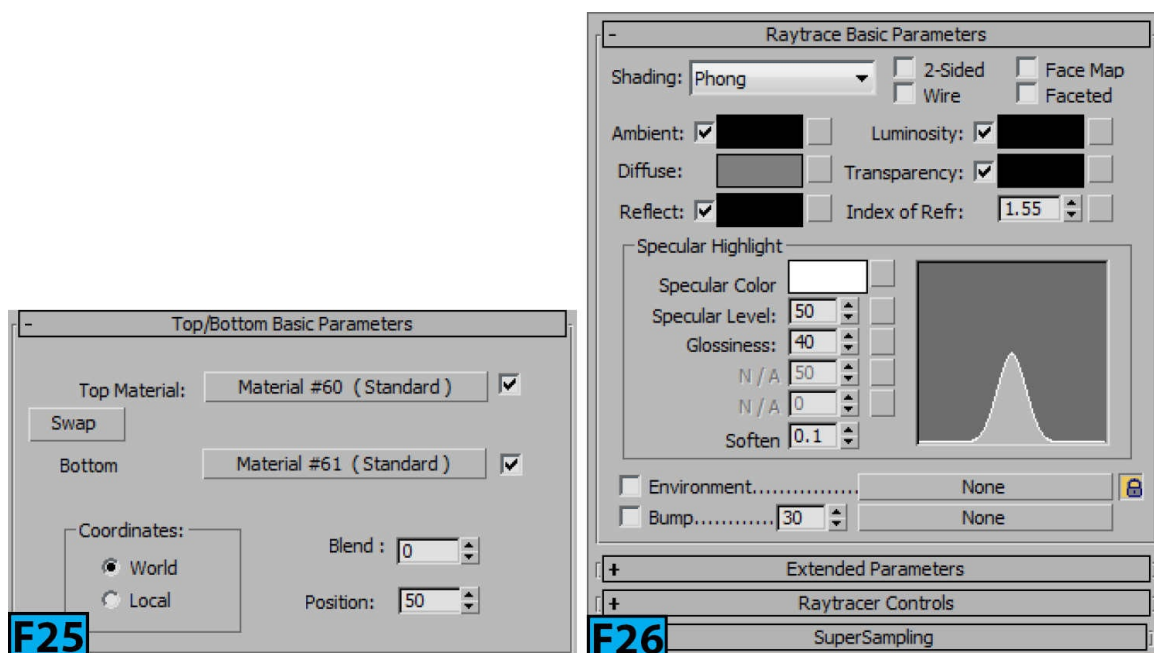 - Top/Bottom Basic Parameters
Top Material: Material #60 ( Standard )
Swap
Bottom Material #61 ( Standard )
Coordinates:
World
Local
Blend : 0
Position: 50
F25
- Raytrace Basic Parameters
Shading: Phong
2-Sided Face Map
Wire Faceted
Ambient: Luminosity:
Diffuse: Transparency:
Reflect: Index of Refr: 1.55
Specular Highlight
Specular Color
Specular Level: 50
Glossiness: 40
N / A 50
N / A 0
Soften 0.1
Environment................ None
Bump............ 30 None
+ Extended Parameters
+ Raytracer Controls
SuperSampling
F26